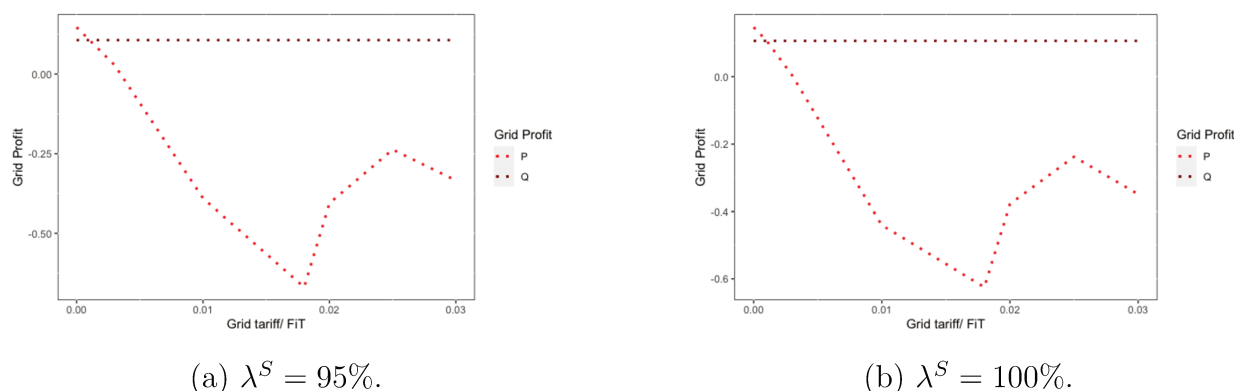 0.00
-0.25
-0.50
Grid Profit
0.00
0.01
0.02
0.03
Grid tariff/ FiT
Grid Profit
P
Q
(a) λ^S = 95%.
0.0
-0.2
-0.4
-0.6
Grid Profit
0.00
0.01
0.02
0.03
Grid tariff/ FiT
Grid Profit
P
Q
(b) λ^S = 100%.